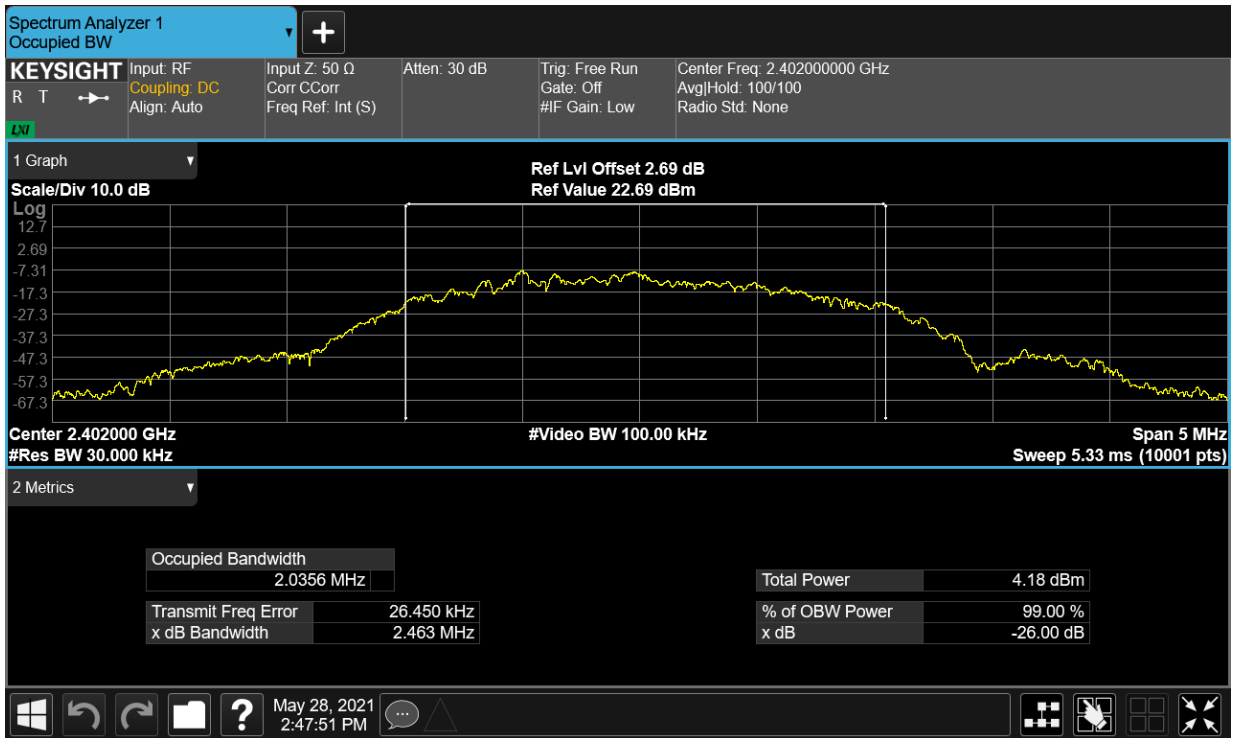 Spectrum Analyzer 1
Occupied BW
KEYSIGHT
R T
LXI
Input: RF
Coupling: DC
Align: Auto
Input Z: 50 Ω
Corr CCorr
Freq Ref: Int (S)
Atten: 30 dB
Trig: Free Run
Gate: Off
#IF Gain: Low
Center Freq: 2.402000000 GHz
Avg|Hold: 100/100
Radio Std: None
1 Graph
Scale/Div 10.0 dB
Ref Lvl Offset 2.69 dB
Ref Value 22.69 dBm
Log
12.7
2.69
-7.31
-17.3
-27.3
-37.3
-47.3
-57.3
-67.3
Center 2.402000 GHz
#Video BW 100.00 kHz
Span 5 MHz
#Res BW 30.000 kHz
Sweep 5.33 ms (10001 pts)
2 Metrics
Occupied Bandwidth
2.0356 MHz
Total Power 4.18 dBm
Transmit Freq Error 26.450 kHz
% of OBW Power 99.00 %
x dB Bandwidth 2.463 MHz
x dB -26.00 dB
?
May 28, 2021
2:47:51 PM